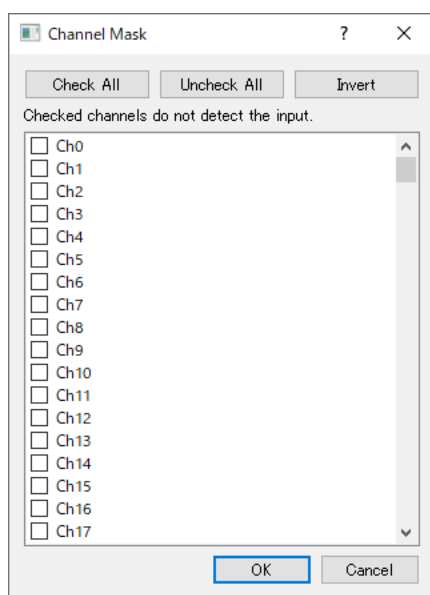 Channel Mask ?
Check All Uncheck All Invert
Checked channels do not detect the input.
Ch0
Ch1
Ch2
Ch3
Ch4
Ch5
Ch6
Ch7
Ch8
Ch9
Ch10
Ch11
Ch12
Ch13
Ch14
Ch15
Ch16
Ch17
OK Cancel